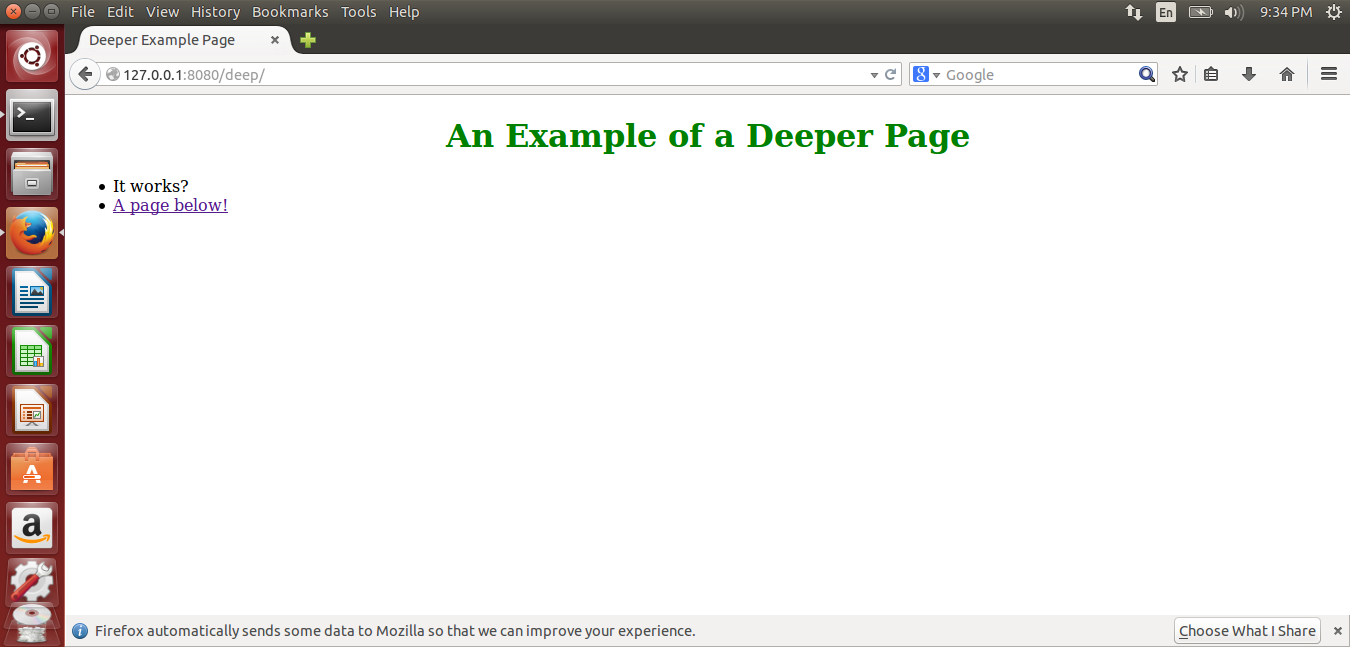 File Edit View History Bookmarks Tools Help
En
9:34 PM
Deeper Example Page
127.0.0.1:8080/deep/
Google
An Example of a Deeper Page
It works?
A page below!
Firefox automatically sends some data to Mozilla so that we can improve your experience.
Choose What I Share